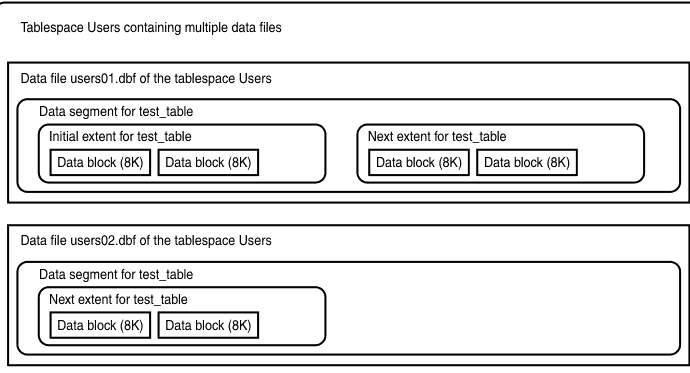 Tablespace Users containing multiple data files
Data file users01.dbf of the tablespace Users
Data segment for test_table
Initial extent for test_table
Data block (8K) Data block (8K)
Next extent for test_table
Data block (8K) Data block (8K)
Data file users02.dbf of the tablespace Users
Data segment for test_table
Next extent for test_table
Data block (8K) Data block (8K)